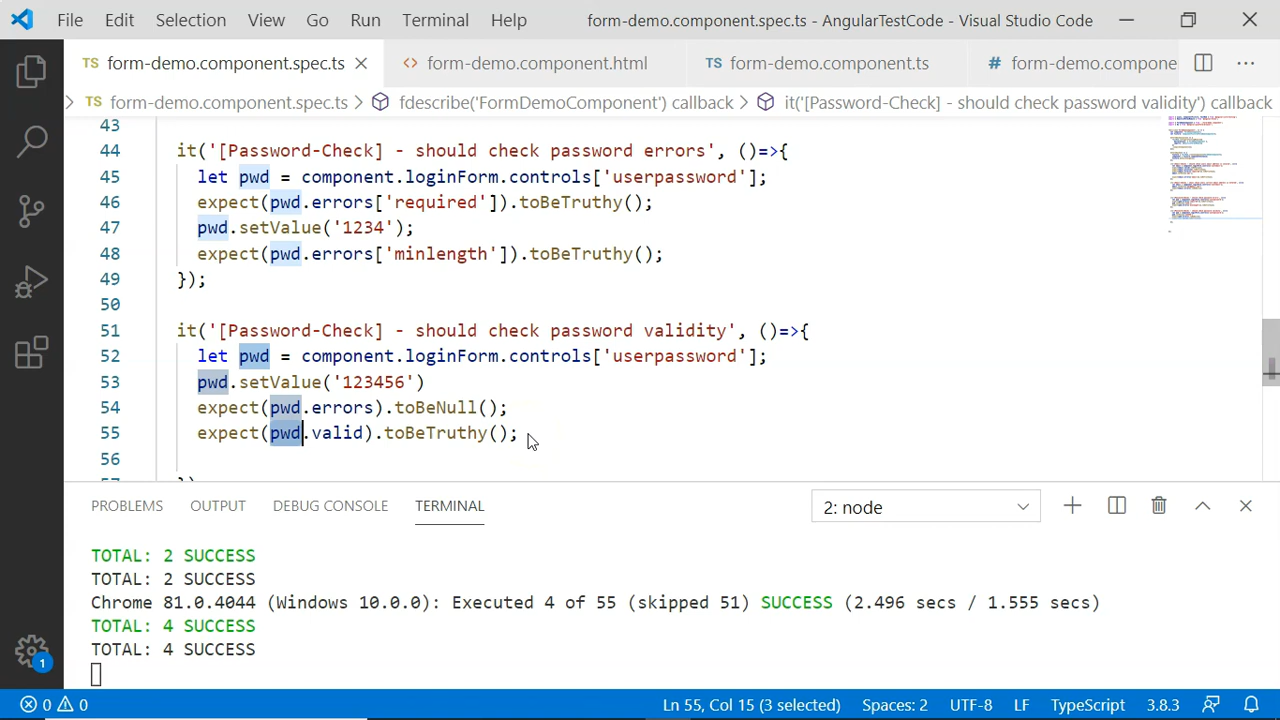 File Edit Selection View Go Run Terminal Help form-demo.component.spec.ts - AngularTestCode - Visual Studio Code
TS form-demo.component.spec.ts <> form-demo.component.html TS form-demo.component.ts # form-demo.compone ...
> TS form-demo.component.spec.ts > fdescribe('FormDemoComponent') callback > it('[Password-Check] - should check password validity') callback
43
44 it('[Password-Check] - should check password errors', ()=>{
45 let pwd = component.loginForm.controls['userpassword'];
46 expect(pwd.errors['required']).toBeTruthy();
47 pwd.setValue('1234');
48 expect(pwd.errors['minlength']).toBeTruthy();
49 });
50
51 it('[Password-Check] - should check password validity', ()=>{
52 let pwd = component.loginForm.controls['userpassword'];
53 pwd.setValue('123456')
54 expect(pwd.errors).toBeNull();
55 expect(pwd.valid).toBeTruthy();
56
PROBLEMS OUTPUT DEBUG CONSOLE TERMINAL 2: node
TOTAL: 2 SUCCESS
TOTAL: 2 SUCCESS
Chrome 81.0.4044 (Windows 10.0.0): Executed 4 of 55 (skipped 51) SUCCESS (2.496 secs / 1.555 secs)
TOTAL: 4 SUCCESS
TOTAL: 4 SUCCESS
1
0 0 Ln 55, Col 15 (3 selected) Spaces: 2 UTF-8 LF TypeScript 3.8.3